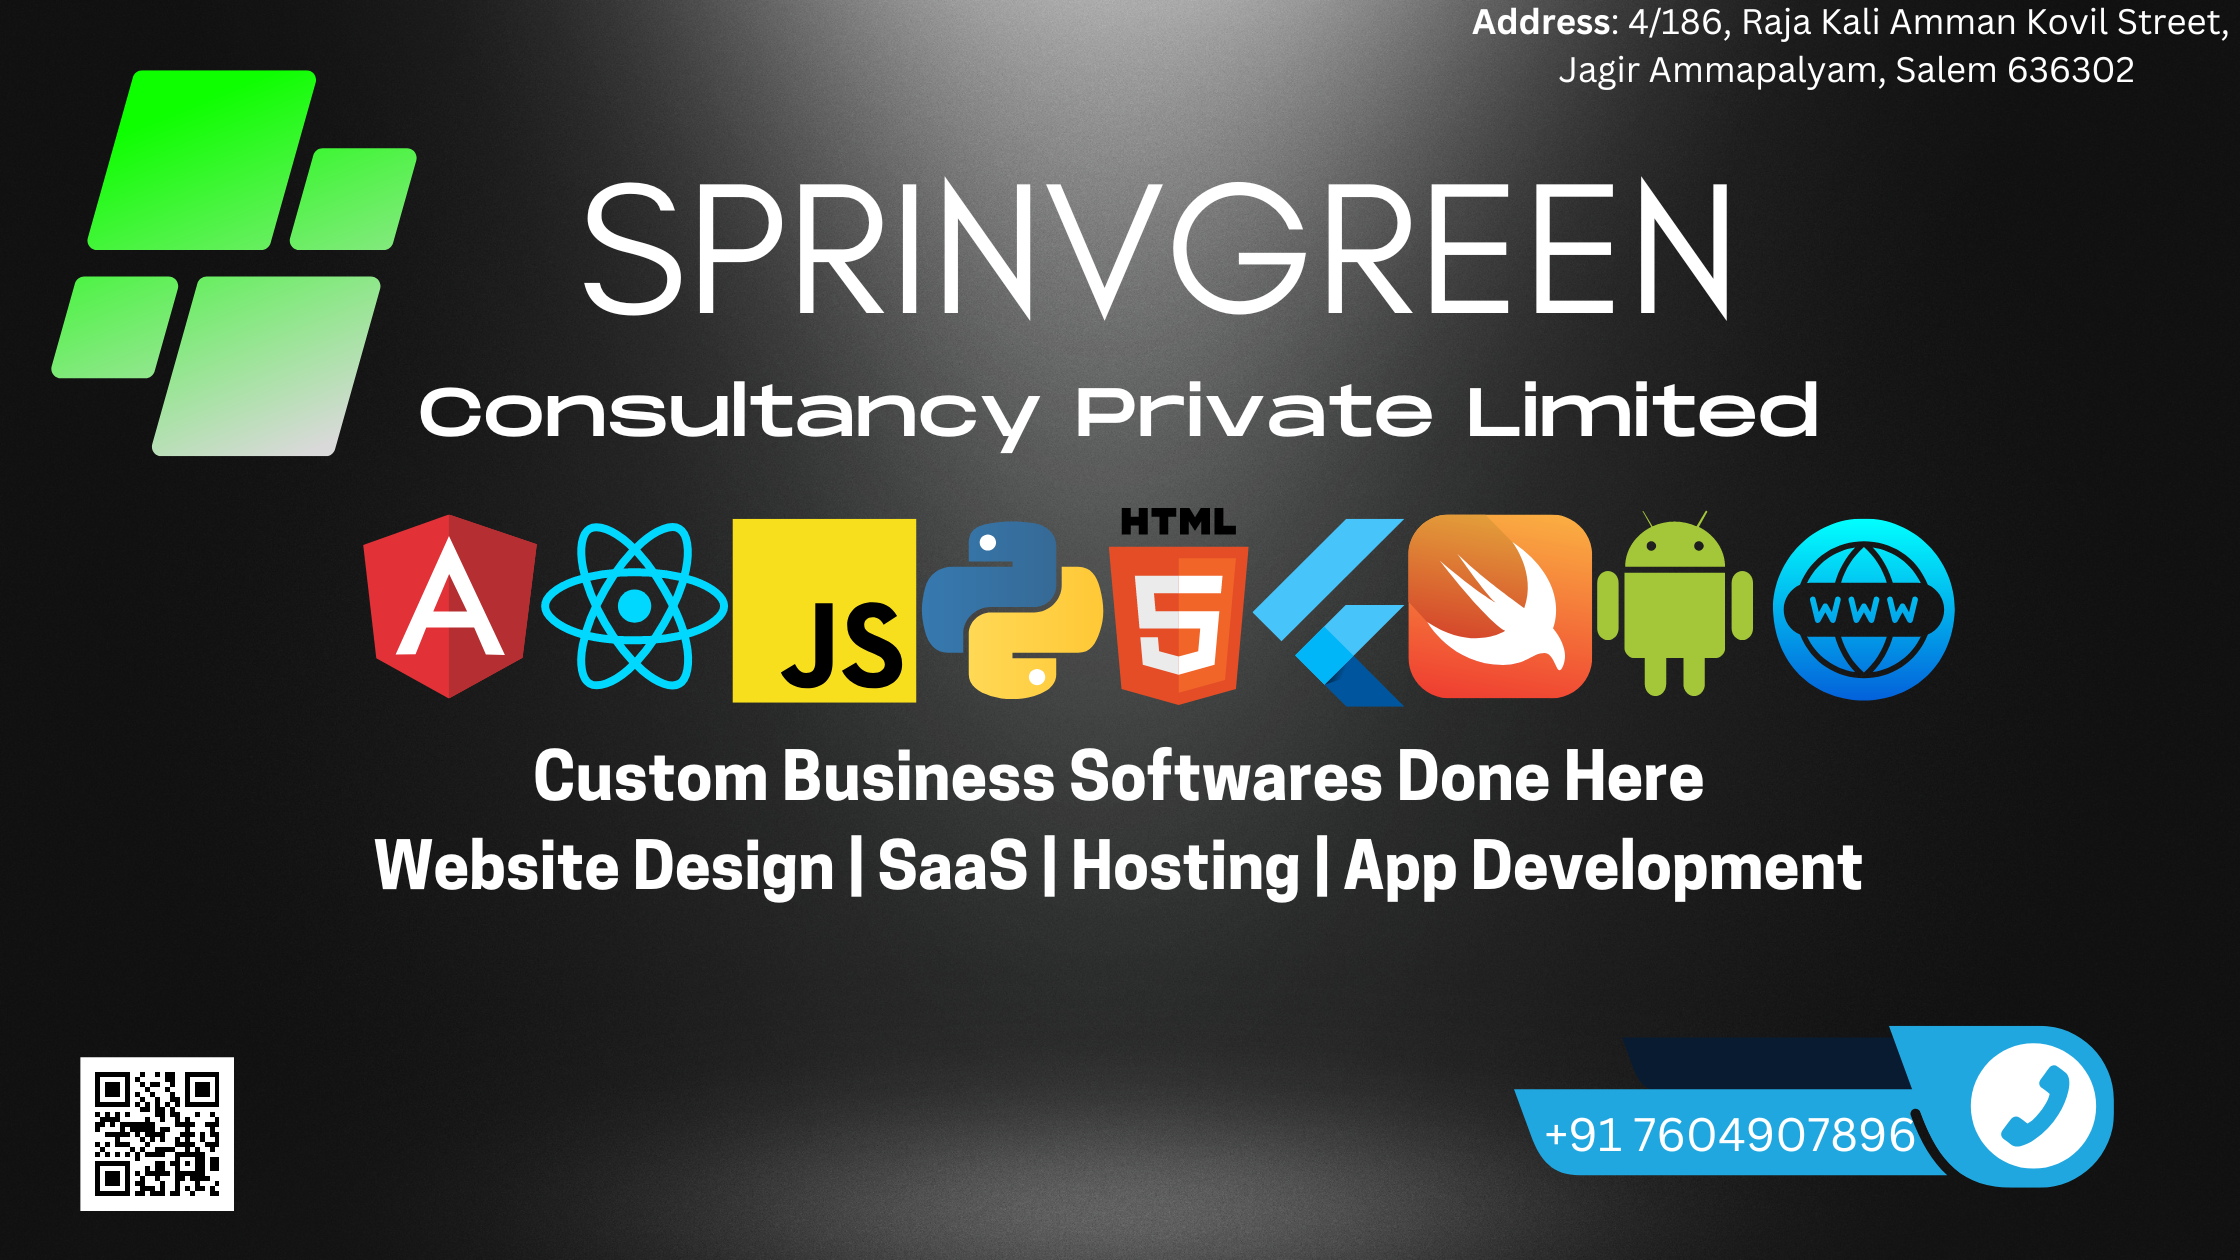 Address: 4/186, Raja Kali Amman Kovil Street,
Jagir Ammapalyam, Salem 636302
SPRINVGREEN
Consultancy Private Limited
HTML
5
A
JS
WWW
Custom Business Softwares Done Here
Website Design | SaaS | Hosting | App Development
+91 7604907896